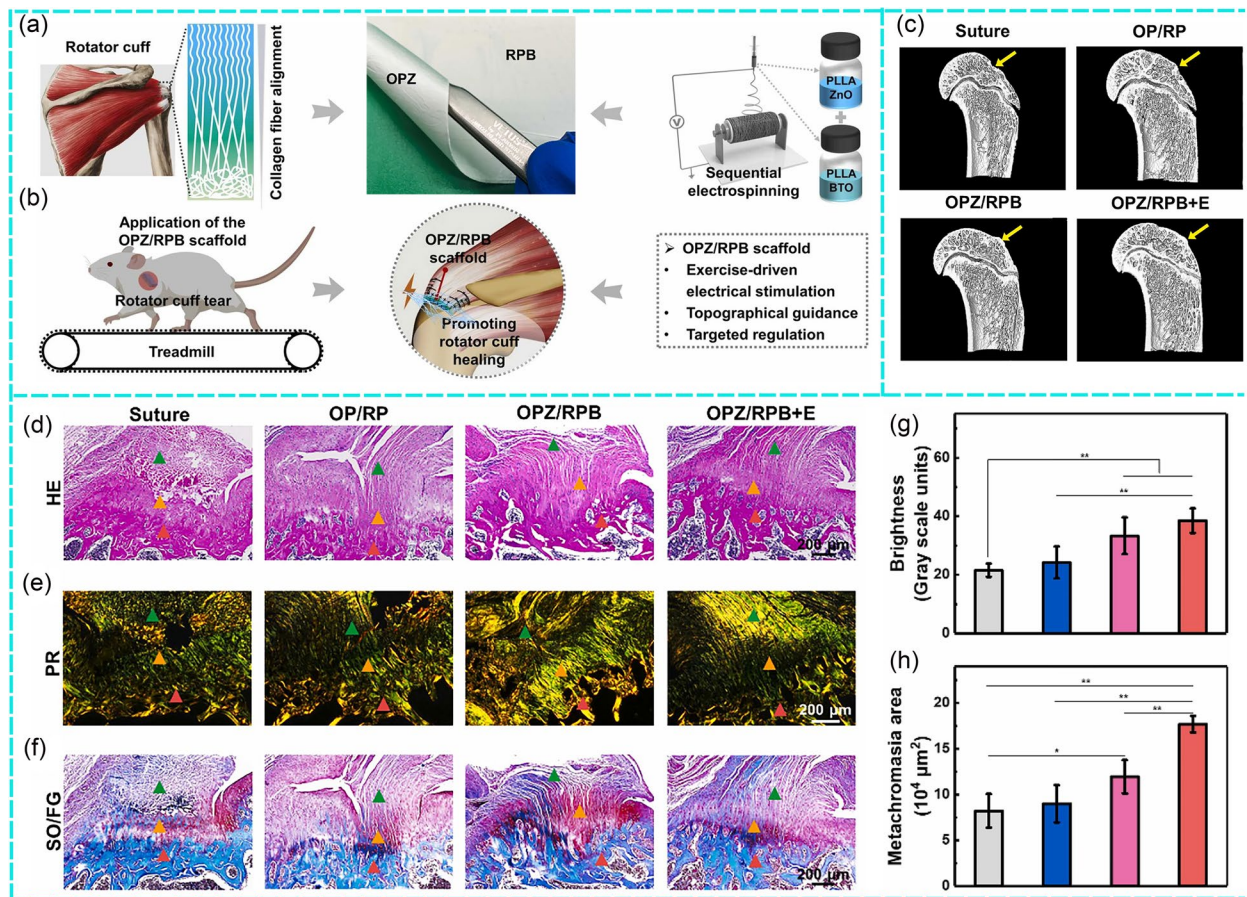 (a)
Rotator cuff
Collagen fiber alignment
OPZ
RPB
V
PLLA
ZnO
+
PLLA
BTO
Sequential
electrospinning
(b)
Application of the
OPZ/RPB scaffold
Rotator cuff tear
Treadmill
OPZ/RPB
scaffold
Promoting
rotator cuff
healing
➢ OPZ/RPB scaffold
• Exercise-driven
electrical stimulation
• Topographical guidance
• Targeted regulation
(c)
Suture
OP/RP
OPZ/RPB
OPZ/RPB+E
(d)
Suture
OP/RP
OPZ/RPB
OPZ/RPB+E
HE
200 μm
(e)
PR
200 μm
(f)
SO/FG
200 μm
(g)
Brightness
(Gray scale units)
60
40
20
0
**
**
(h)
Metachromasia area
(10⁴ μm²)
20
15
10
5
0
**
**
**
*